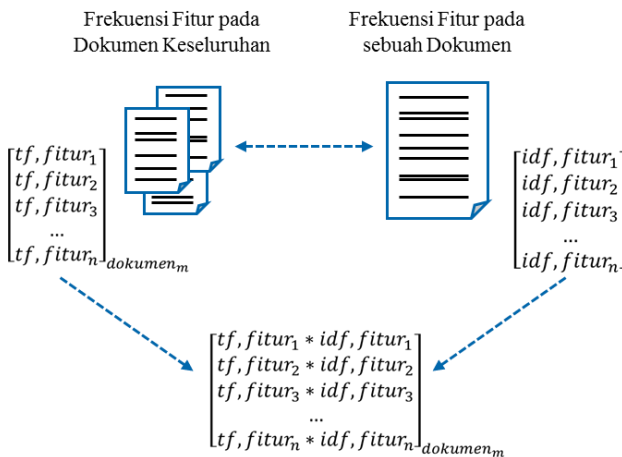 Frekuensi Fitur pada
Dokumen Keseluruhan
Frekuensi Fitur pada
sebuah Dokumen
tf, fitur₁
tf, fitur₂
tf, fitur₃
...
tf, fiturₙ
dokumenₘ
idf, fitur₁
idf, fitur₂
idf, fitur₃
...
idf, fiturₙ
tf, fitur₁ * idf, fitur₁
tf, fitur₂ * idf, fitur₂
tf, fitur₃ * idf, fitur₃
...
tf, fiturₙ * idf, fiturₙ
dokumenₘ